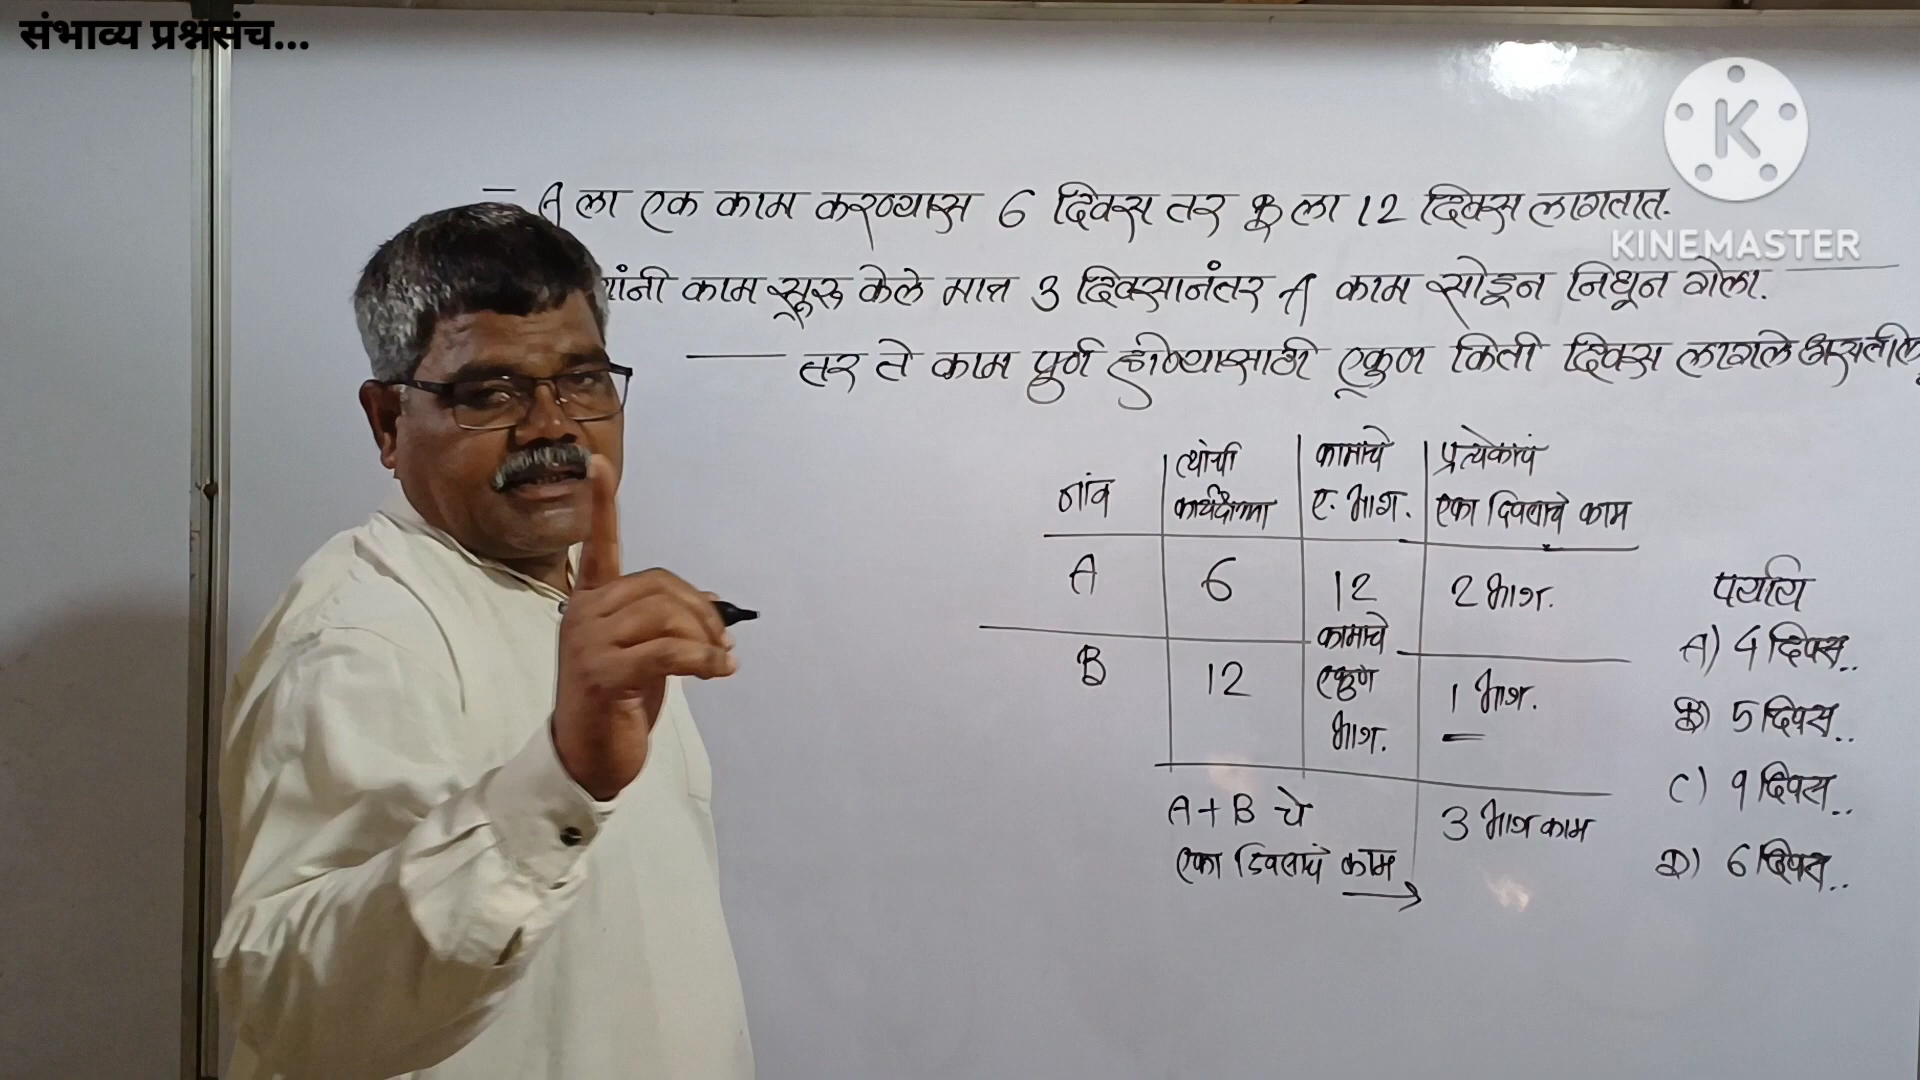 संभाव्य प्रश्नसंच...
KINEMASTER
- A ला एक काम करण्यास 6 दिवस तर B ला 12 दिवस लागतात.
यांनी काम सुरू केले मात्र 3 दिवसानंतर A काम सोडून निघून गेला.
तर ते काम पूर्ण होण्यासाठी एकुण किती दिवस लागले असतील
नांव | त्यांची कार्यक्षमता | कामाचे ए. भाग. | प्रत्येकाचं एका दिवसाचे काम
A | 6 | 12 कामाचे एकुण भाग. | 2 भाग.
B | 12 | 1 भाग.
A+B चे एका दिवसाचं काम → 3 भाग काम
पर्याय
A) 4 दिवस..
B) 5 दिवस..
C) 9 दिवस..
D) 6 दिवस..